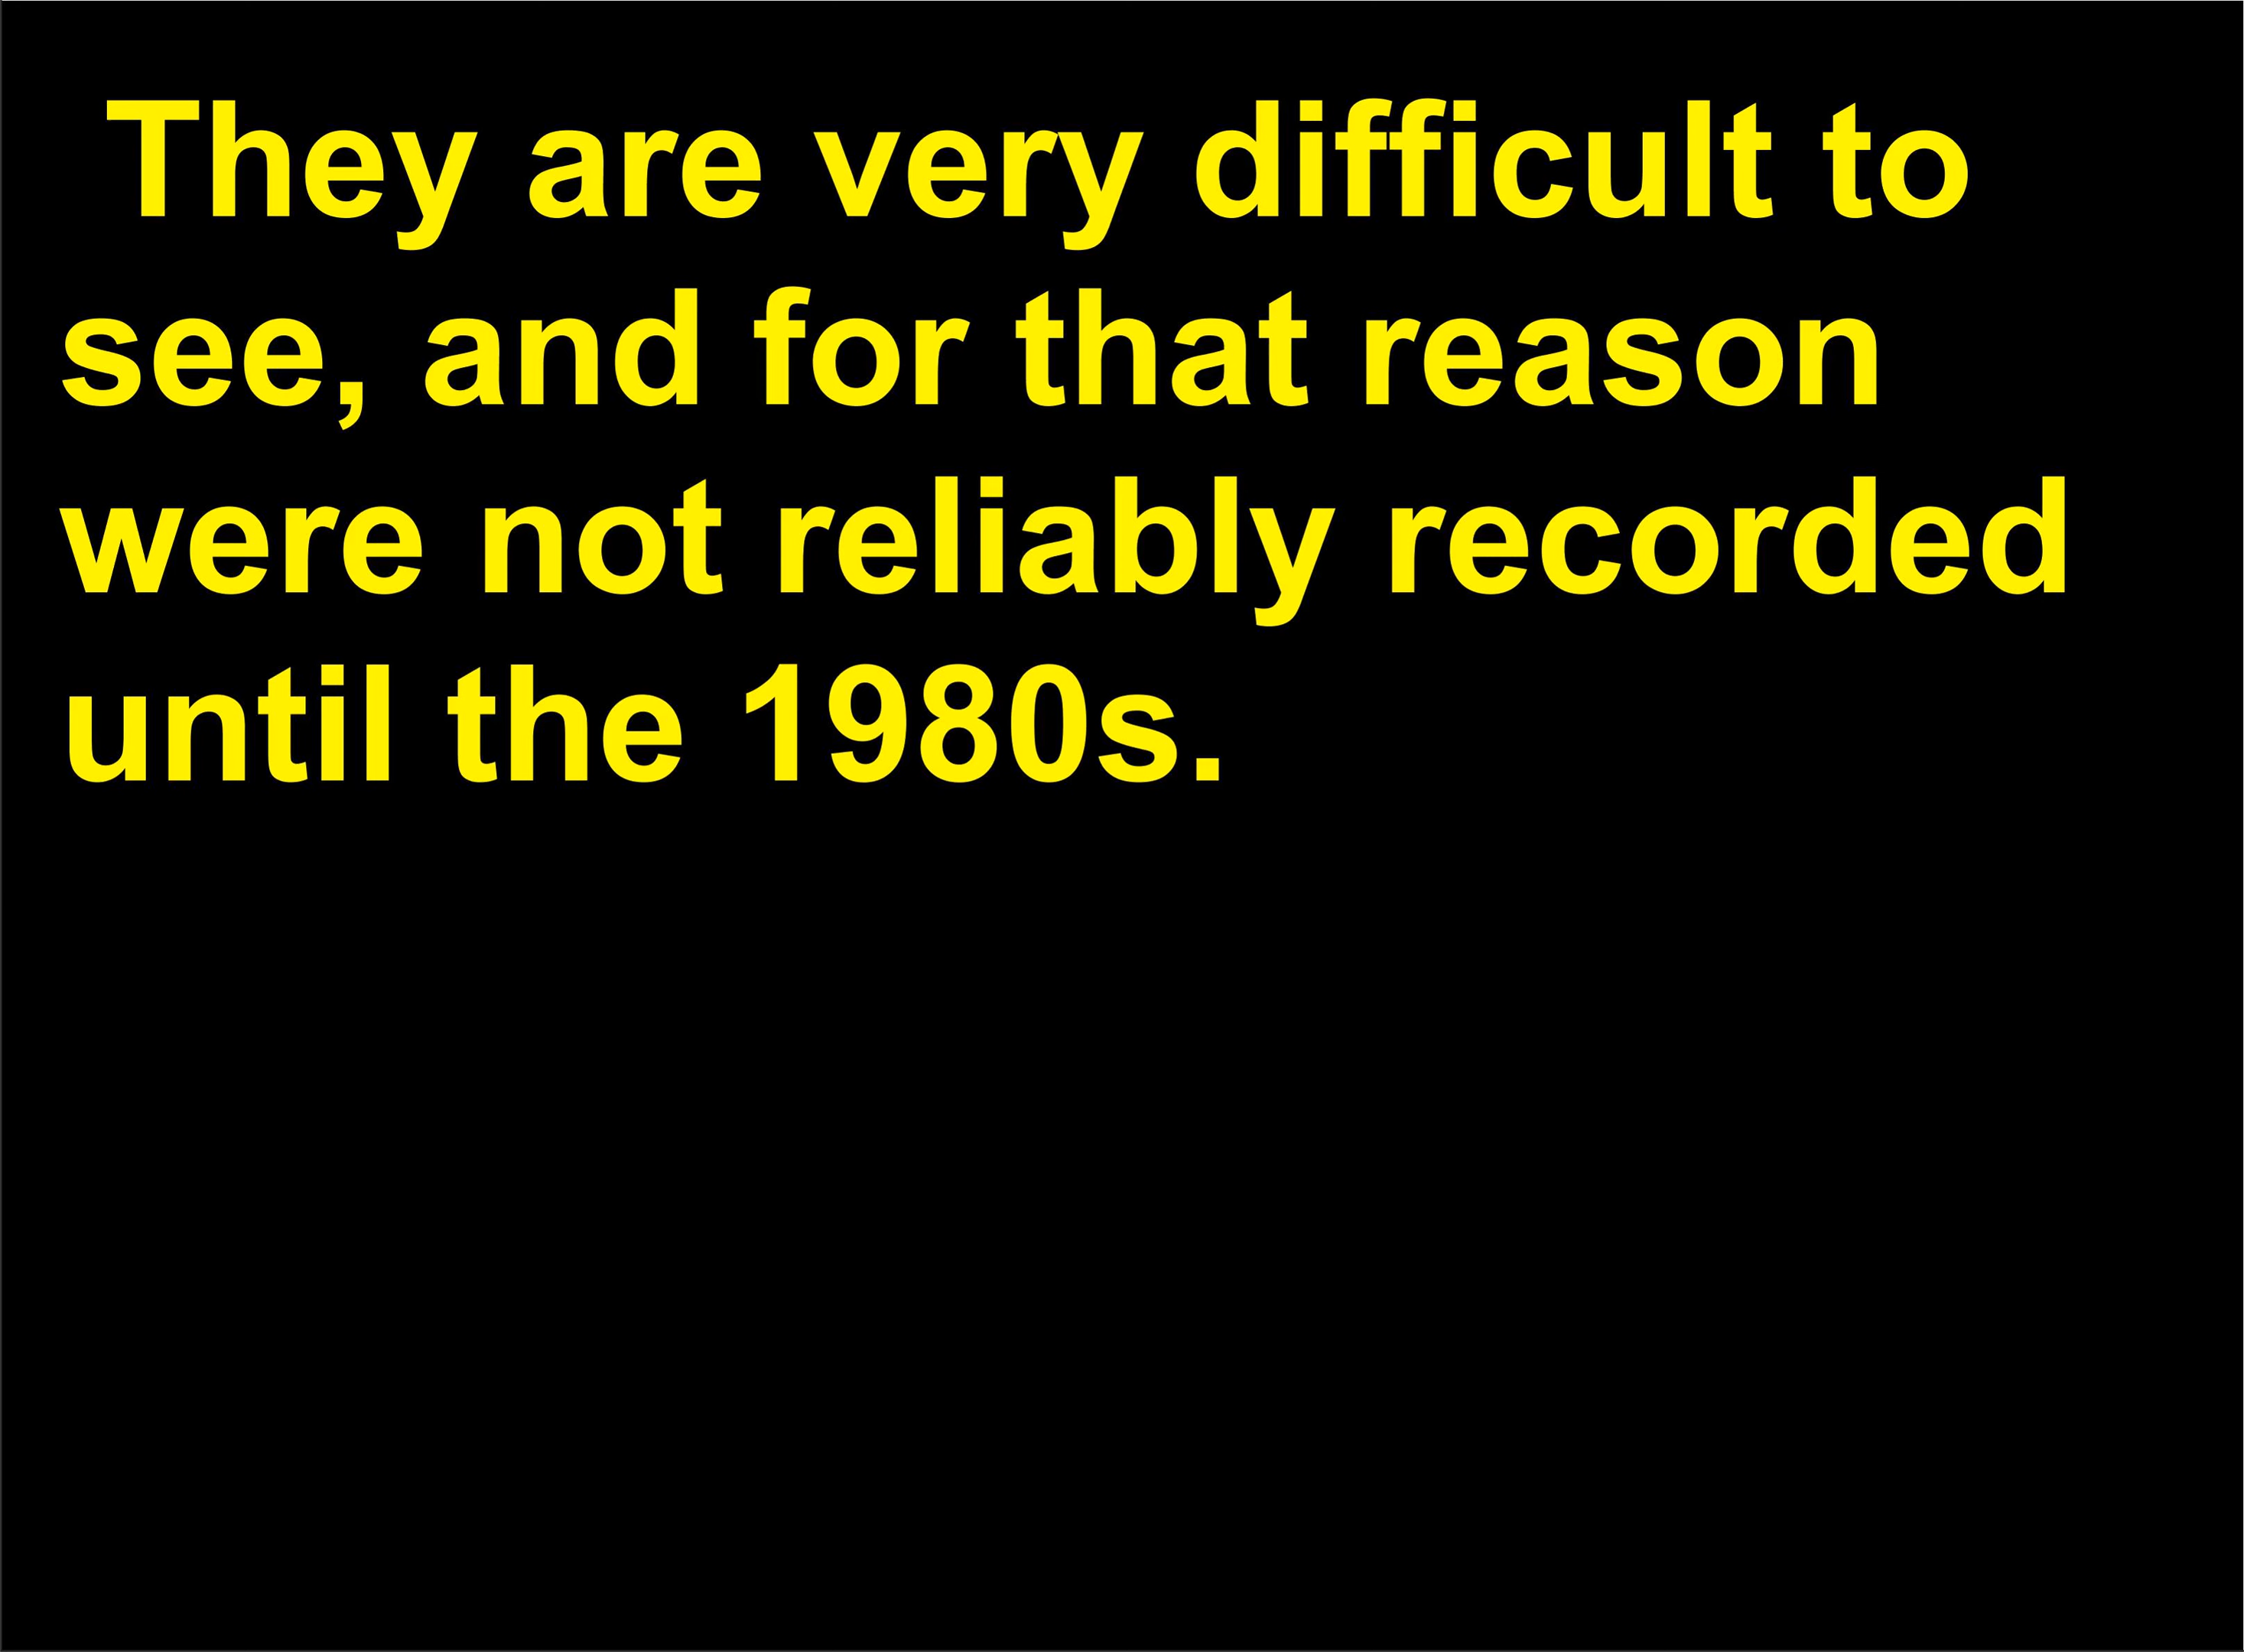 They are very difficult to
see, and for that reason
were not reliably recorded
until the 1980s.